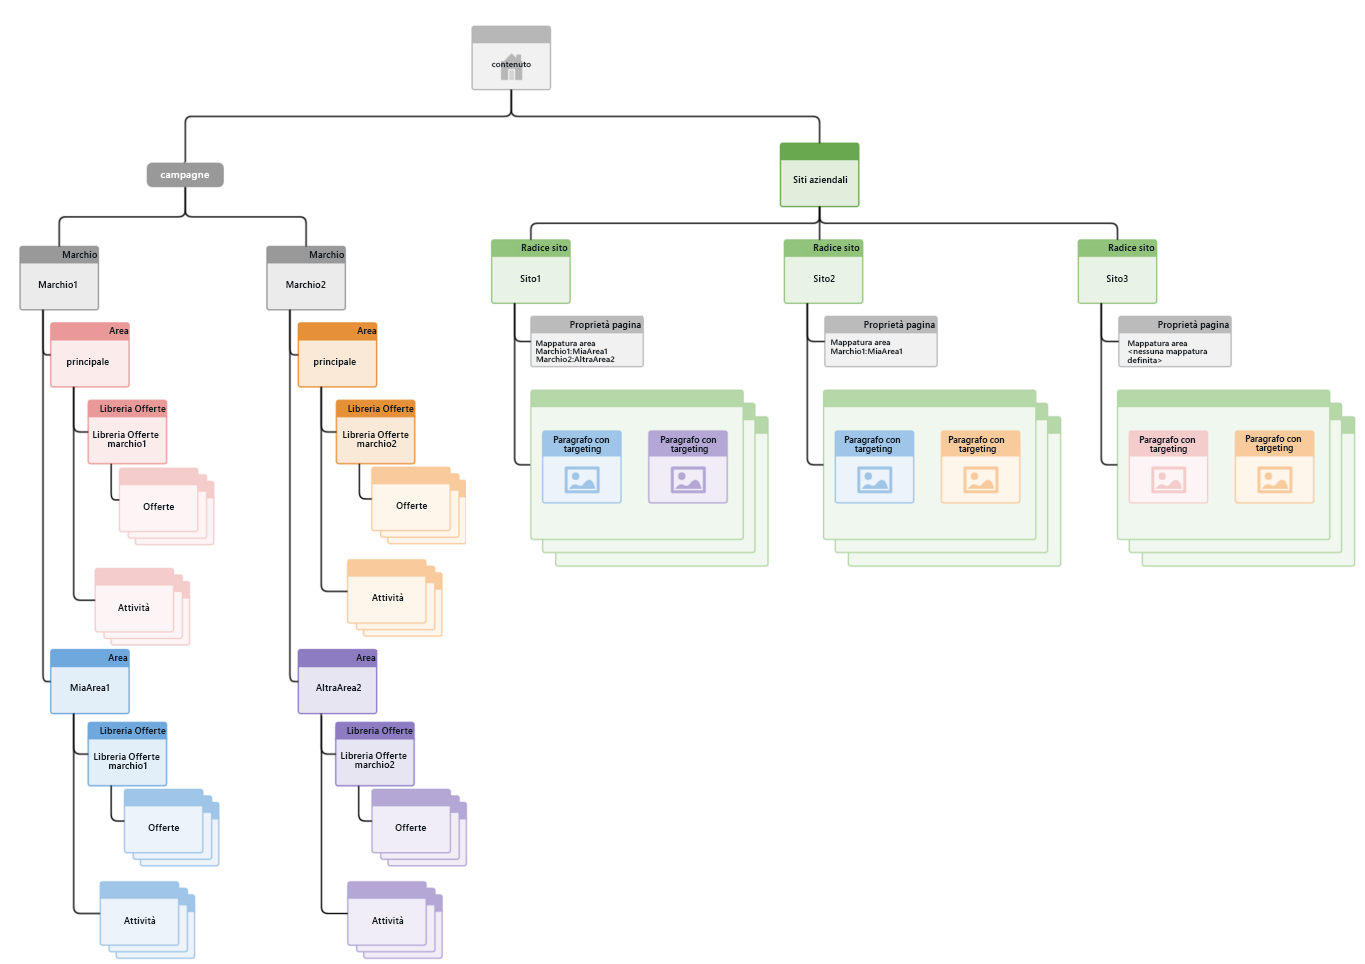 contenuto
campagne
Siti aziendali
Marchio
Marchio1
Marchio
Marchio2
Radice sito
Sito1
Radice sito
Sito2
Radice sito
Sito3
Proprietà pagina
Mappatura area
Marchio1:MiaArea1
Marchio2:AltraArea2
Proprietà pagina
Mappatura area
Marchio1:MiaArea1
Proprietà pagina
Mappatura area
<nessuna mappatura
definita>
Paragrafo con
targeting
Paragrafo con
targeting
Paragrafo con
targeting
Paragrafo con
targeting
Paragrafo con
targeting
Paragrafo con
targeting
Area
principale
Libreria Offerte
Libreria Offerte
marchio1
Offerte
Attività
Area
principale
Libreria Offerte
Libreria Offerte
marchio2
Offerte
Attività
Area
MiaArea1
Libreria Offerte
Libreria Offerte
marchio1
Offerte
Attività
Area
AltraArea2
Libreria Offerte
Libreria Offerte
marchio2
Offerte
Attività